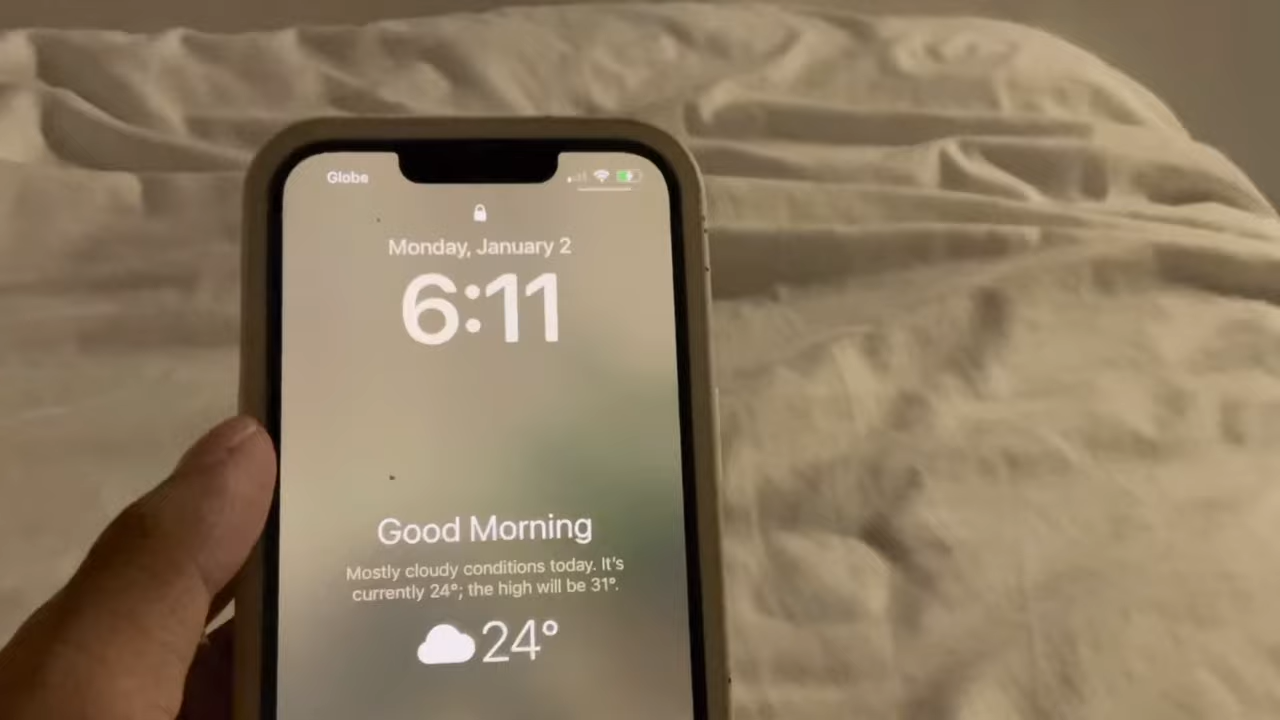 Globe
Monday, January 2
6:11
Good Morning
Mostly cloudy conditions today. It's
currently 24°; the high will be 31°.
24°